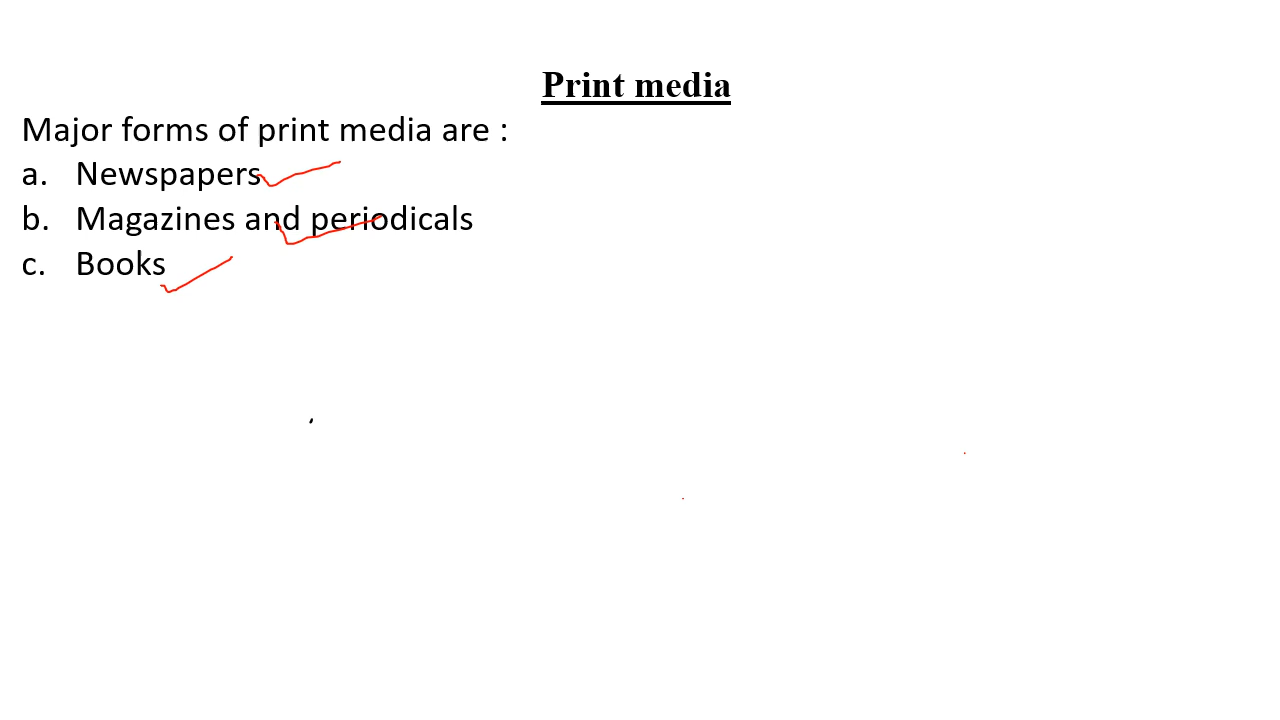 Print media
Major forms of print media are :
a. Newspapers
b. Magazines and periodicals
c. Books